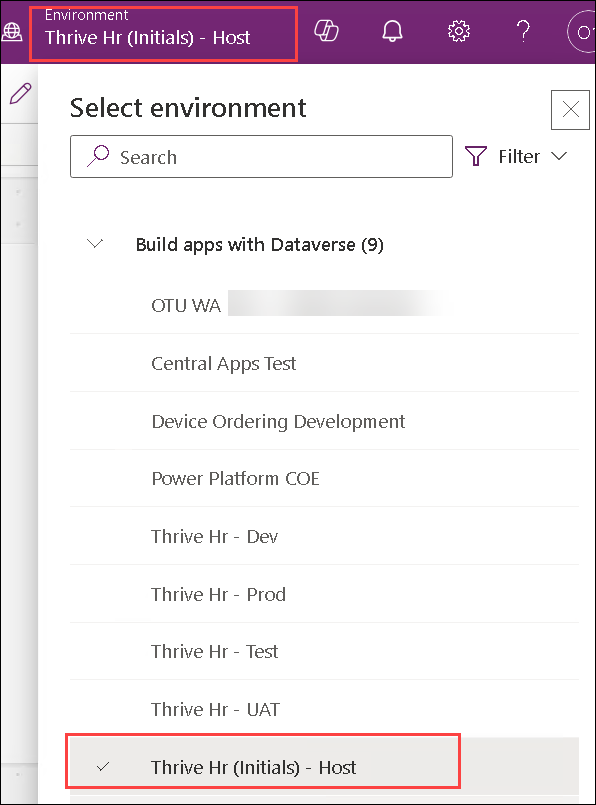 Environment
Thrive Hr (Initials) - Host
Select environment
Search
Filter
Build apps with Dataverse (9)
OTU WA
Central Apps Test
Device Ordering Development
Power Platform COE
Thrive Hr - Dev
Thrive Hr - Prod
Thrive Hr - Test
Thrive Hr - UAT
Thrive Hr (Initials) - Host